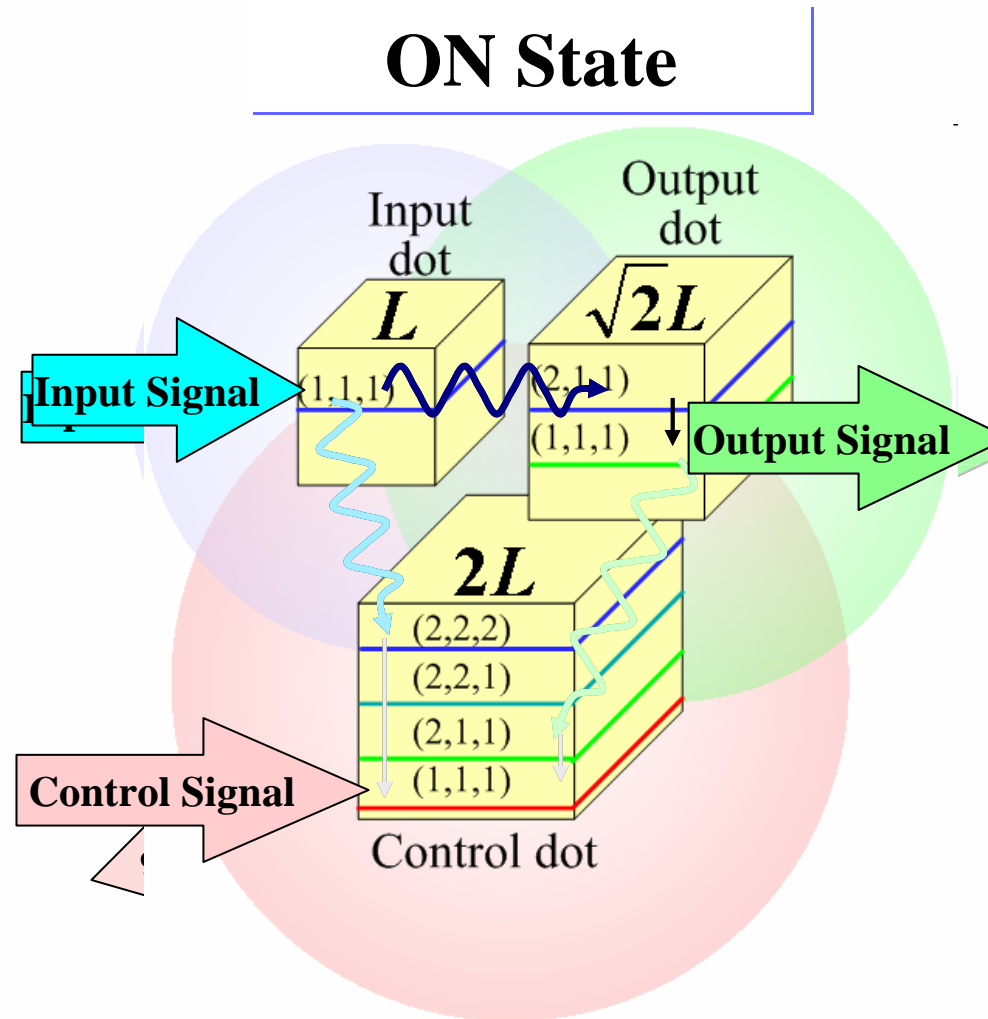 ON State
Input
dot
Output
dot
L
√2L
Input Signal
(1,1,1)
(2,1,1)
(1,1,1)
Output Signal
2L
(2,2,2)
(2,2,1)
(2,1,1)
(1,1,1)
Control Signal
Control dot